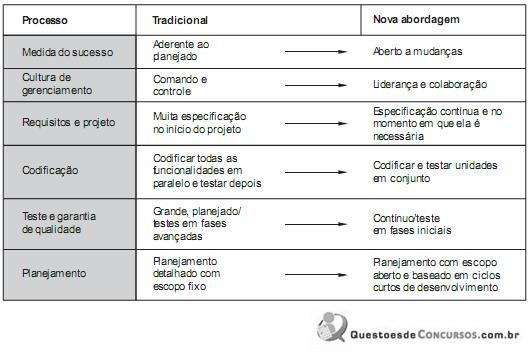 Processo Tradicional Nova abordagem
Medida do sucesso
Aderente ao
planejado
Aberto a mudanças
Cultura de
gerenciamento
Comando e
controle
Liderança e colaboração
Requisitos e projeto
Muita especificação
no início do projeto
Especificação contínua e no
momento em que ela é
necessária
Codificação
Codificar todas as
funcionalidades em
paralelo e testar depois
Codificar e testar unidades
em conjunto
Teste e garantia
de qualidade
Grande, planejado/
testes em fases
avançadas
Contínuo/teste
em fases iniciais
Planejamento
Planejamento
detalhado com
escopo fixo
Planejamento com escopo
aberto e baseado em ciclos
curtos de desenvolvimento
QuestoesdeConcursos.com.br